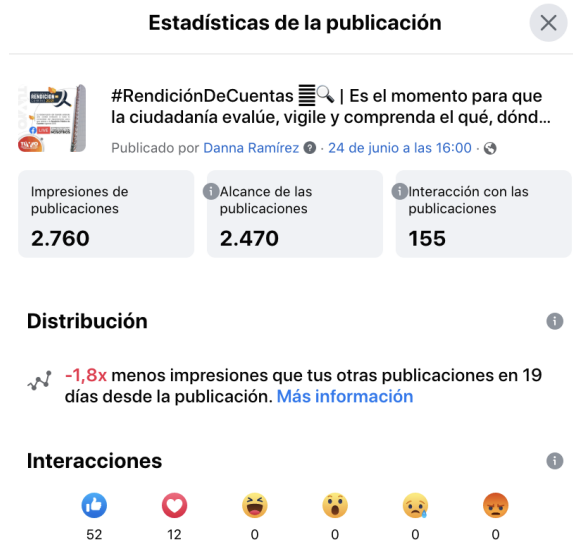 Estadísticas de la publicación
RENDICIÓN DE
#RendiciónDeCuentas | Es el momento para que
la ciudadanía evalúe, vigile y comprenda el qué, dónd...
Publicado por Danna Ramírez · 24 de junio a las 16:00 ·
Impresiones de
publicaciones
2.760
Alcance de las
publicaciones
2.470
Interacción con las
publicaciones
155
Distribución
-1,8x menos impresiones que tus otras publicaciones en 19
días desde la publicación. Más información
Interacciones
52 12 0 0 0 0